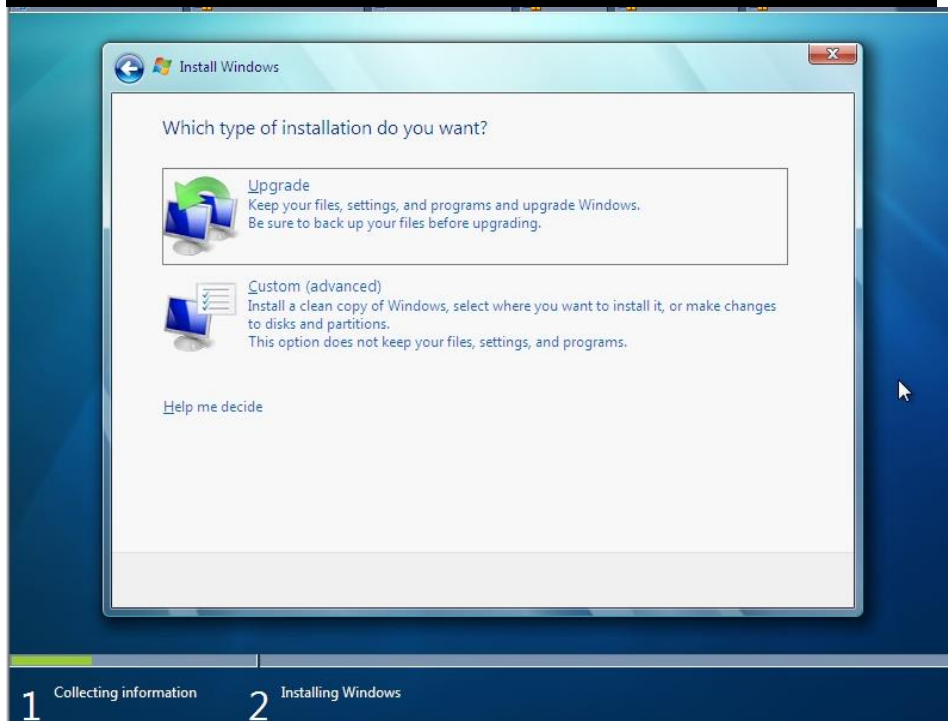 Install Windows
Which type of installation do you want?
Upgrade
Keep your files, settings, and programs and upgrade Windows.
Be sure to back up your files before upgrading.
Custom (advanced)
Install a clean copy of Windows, select where you want to install it, or make changes
to disks and partitions.
This option does not keep your files, settings, and programs.
Help me decide
1 Collecting information 2 Installing Windows